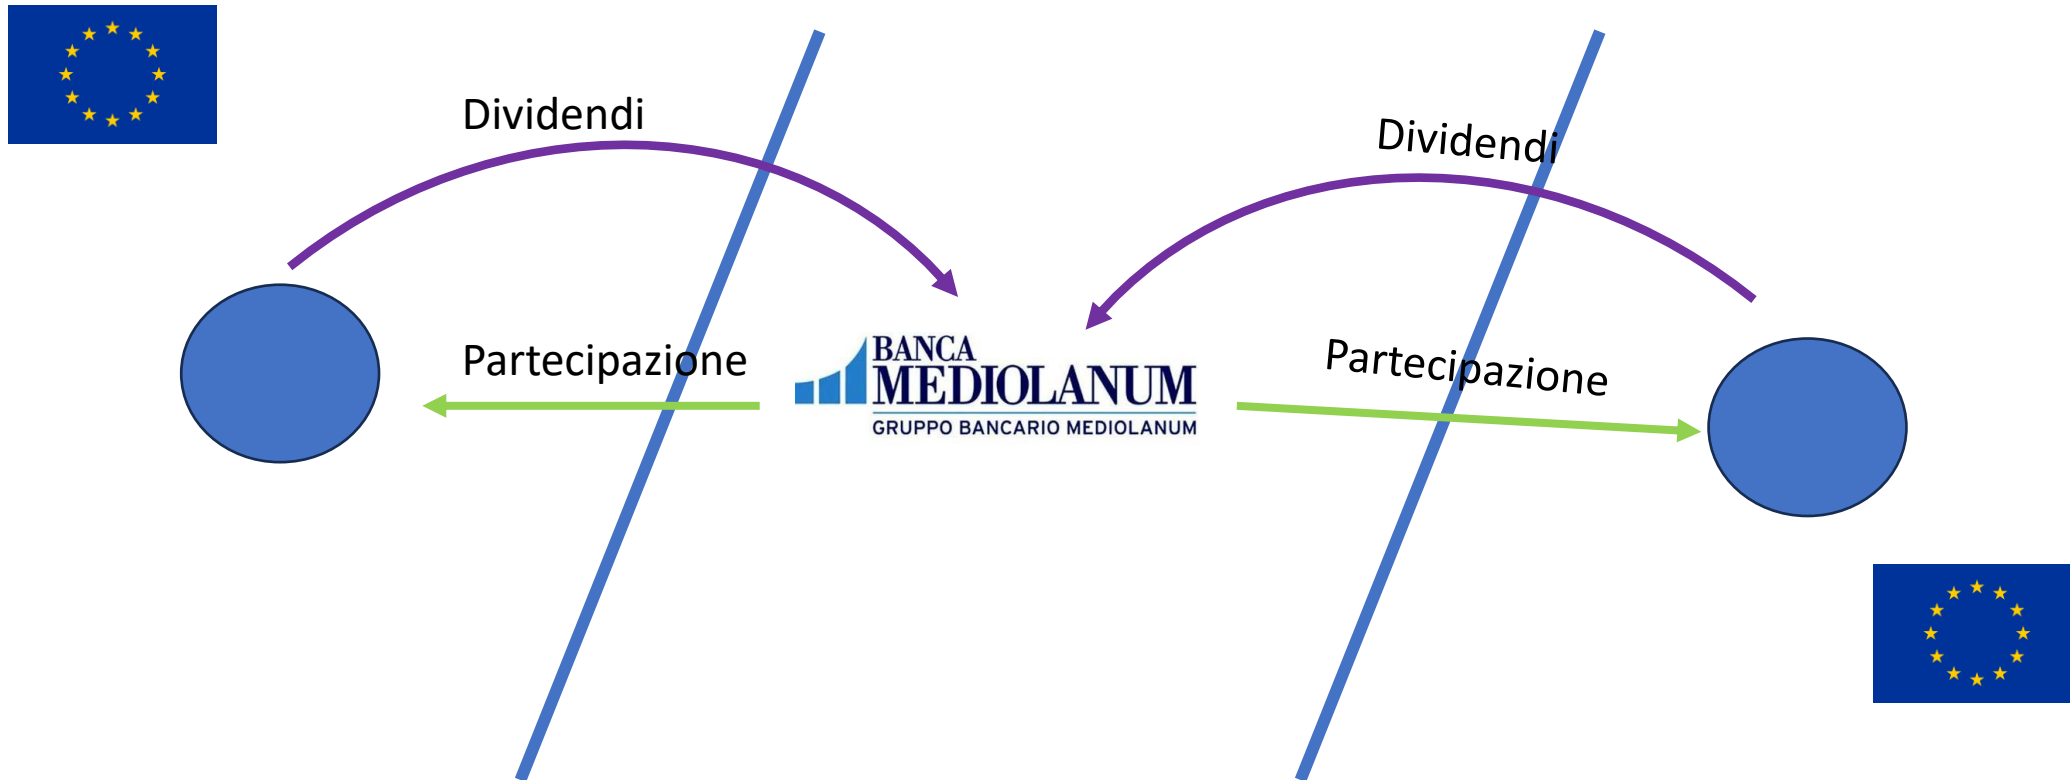 Dividendi
Dividendi
Partecipazione
BANCA
MEDIOLANUM
GRUPPO BANCARIO MEDIOLANUM
Partecipazione